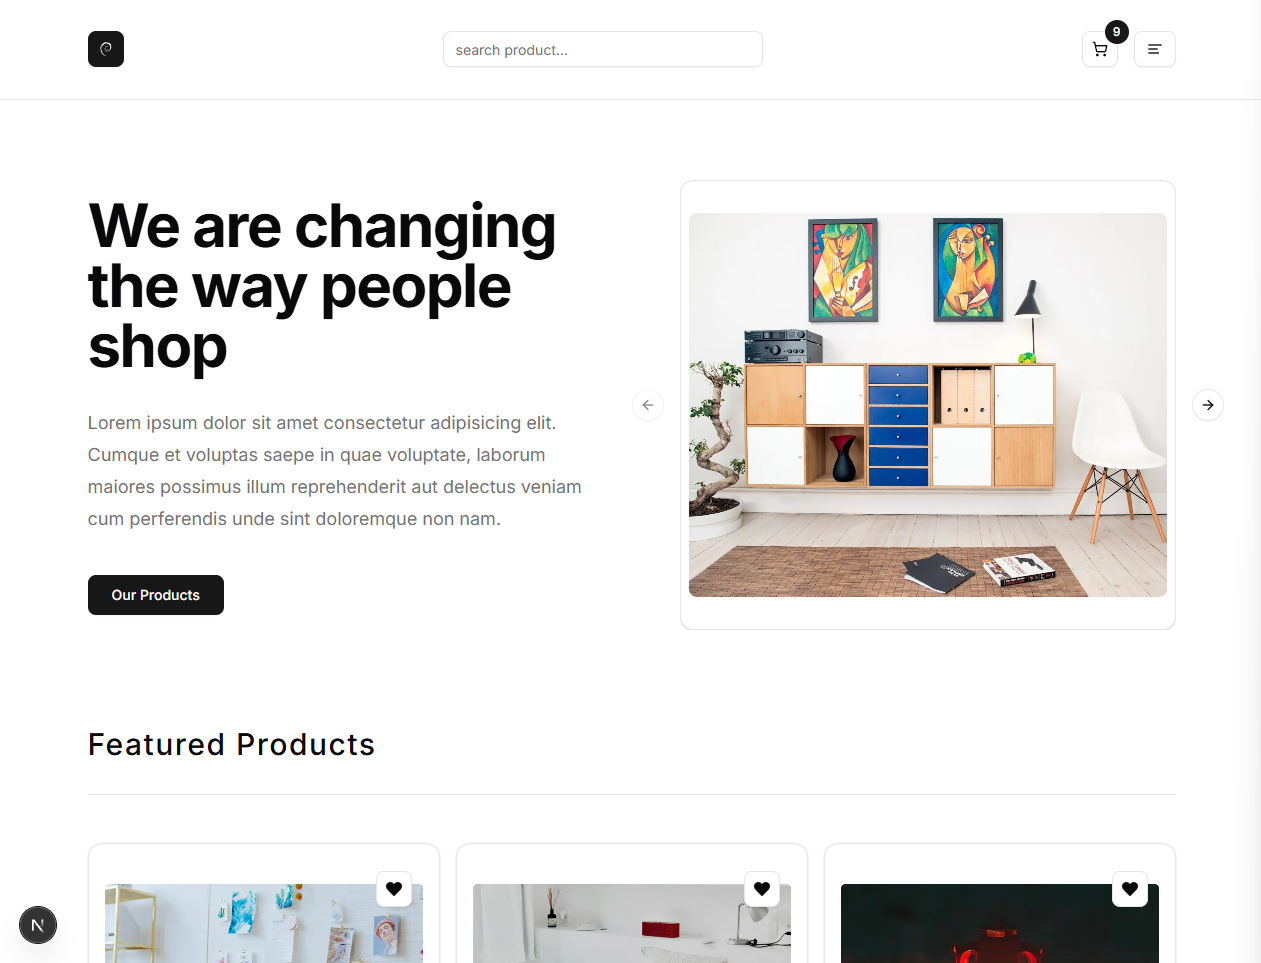 search product...
9
We are changing
the way people
shop
Lorem ipsum dolor sit amet consectetur adipisicing elit.
Cumque et voluptas saepe in quae voluptate, laborum
maiores possimus illum reprehenderit aut delectus veniam
cum perferendis unde sint doloremque non nam.
Our Products
Featured Products
N